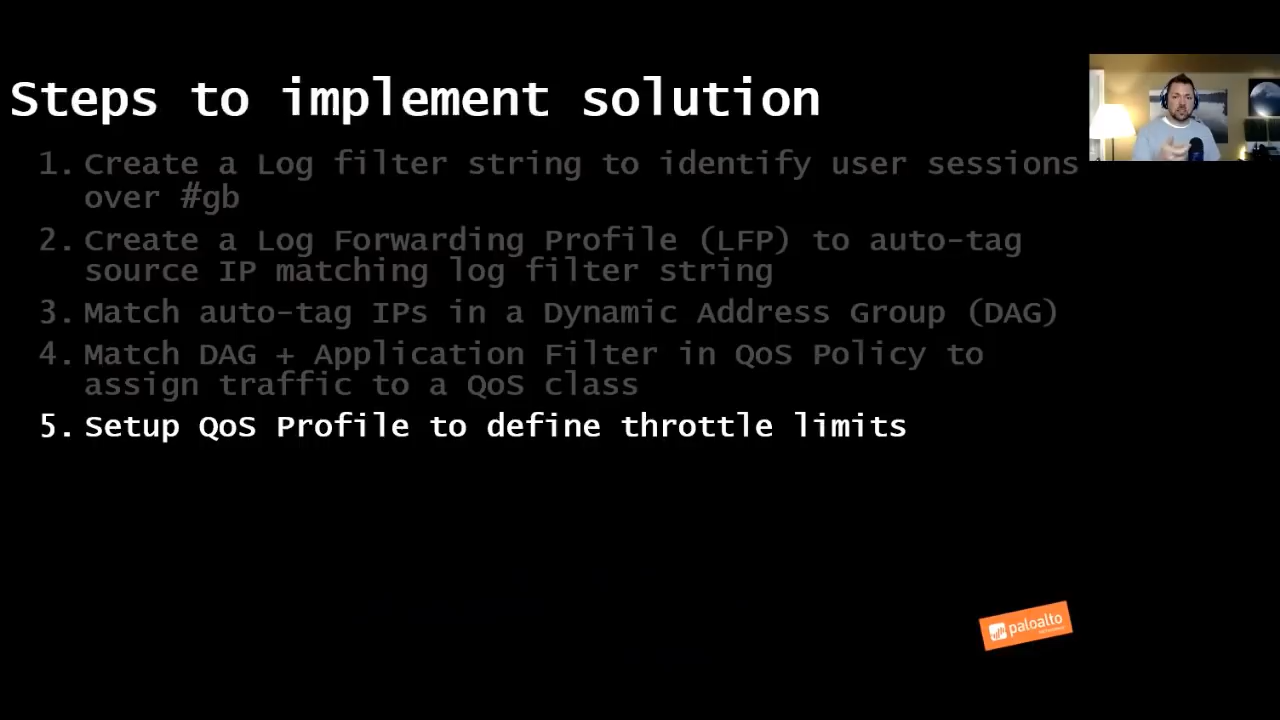 Steps to implement solution
1. Create a Log filter string to identify user sessions
over #gb
2. Create a Log Forwarding Profile (LFP) to auto-tag
source IP matching log filter string
3. Match auto-tag IPs in a Dynamic Address Group (DAG)
4. Match DAG + Application Filter in QoS Policy to
assign traffic to a QoS class
5. Setup QoS Profile to define throttle limits
paloalto